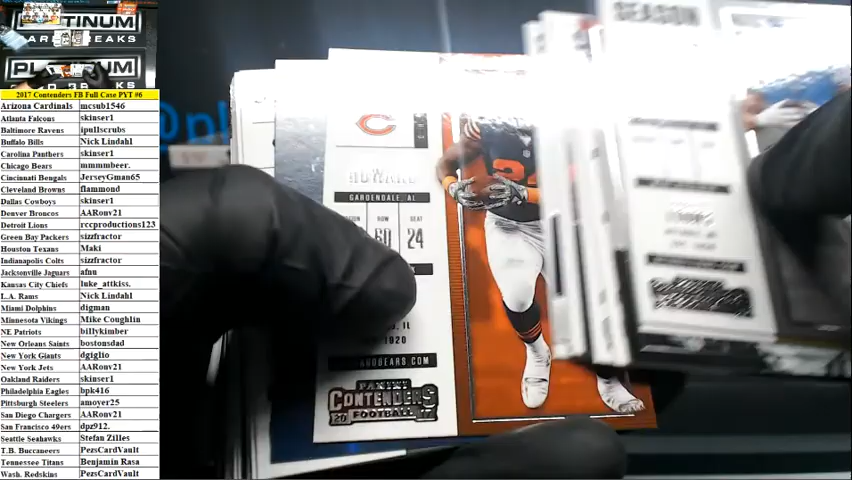 PLATINUM
PLATINUM
2017 Contenders FB Full Case PYT #6
Arizona Cardinals mcsub1546
Atlanta Falcons skinser1
Baltimore Ravens ipullscrubs
Buffalo Bills Nick Lindahl
Carolina Panthers skinser1
Chicago Bears mmmmbeer.
Cincinnati Bengals JerseyGman65
Cleveland Browns flammond
Dallas Cowboys skinser1
Denver Broncos AARonv21
Detroit Lions rccproductions123
Green Bay Packers sizzfractor
Houston Texans Maki
Indianapolis Colts sizzfractor
Jacksonville Jaguars afnu
Kansas City Chiefs luke_attkiss.
L.A. Rams Nick Lindahl
Miami Dolphins digman
Minnesota Vikings Mike Coughlin
NE Patriots billykimber
New Orleans Saints bostonsdad
New York Giants dgiglio
New York Jets AARonv21
Oakland Raiders skinser1
Philadelphia Eagles bpk416
Pittsburgh Steelers amoyer25
San Diego Chargers AARonv21
San Francisco 49ers dpz912.
Seattle Seahawks Stefan Zilles
T.B. Buccaneers PezsCardVault
Tennessee Titans Benjamin Rasa
Wash. Redskins PezsCardVault
SEASON
HOWARD
GARDENDALE, AL
ROW SEAT
60 24
PANINI
CONTENDERS
20 FOOTBALL 17